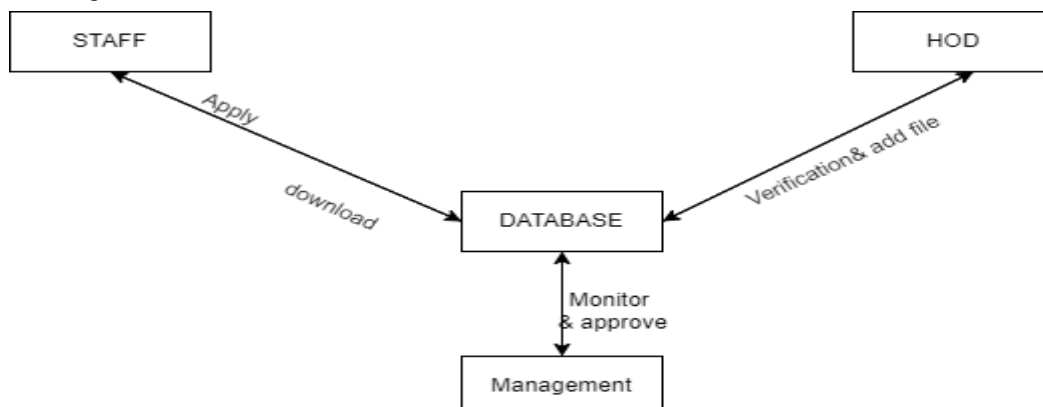 STAFF
HOD
Apply
download
Verification& add file
DATABASE
Monitor
& approve
Management